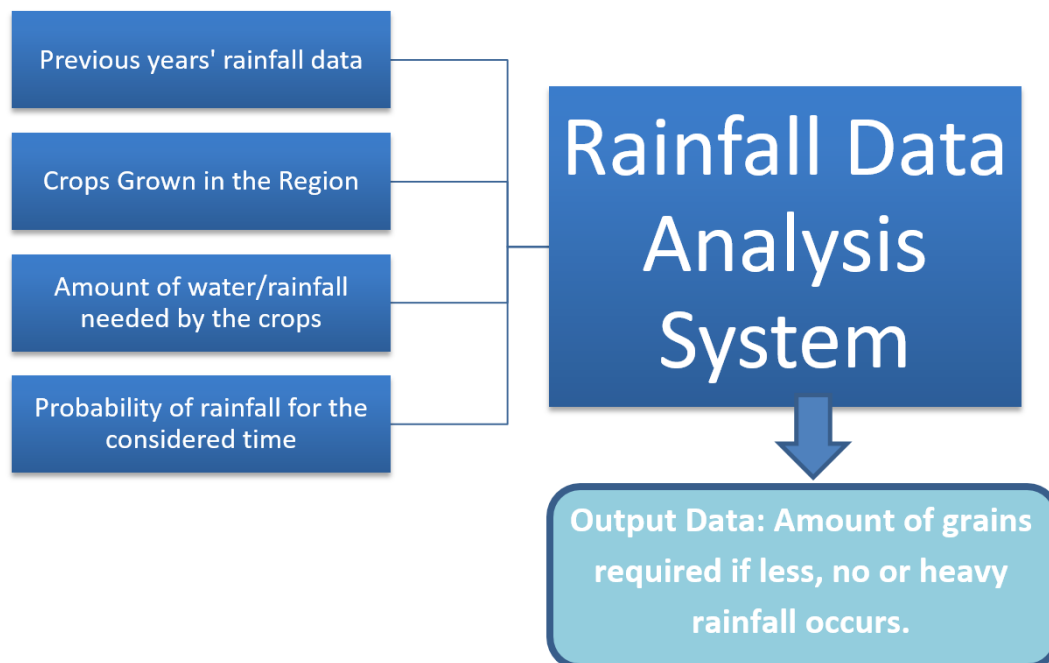 Previous years' rainfall data
Crops Grown in the Region
Amount of water/rainfall
needed by the crops
Probability of rainfall for the
considered time
Rainfall Data
Analysis
System
Output Data: Amount of grains
required if less, no or heavy
rainfall occurs.